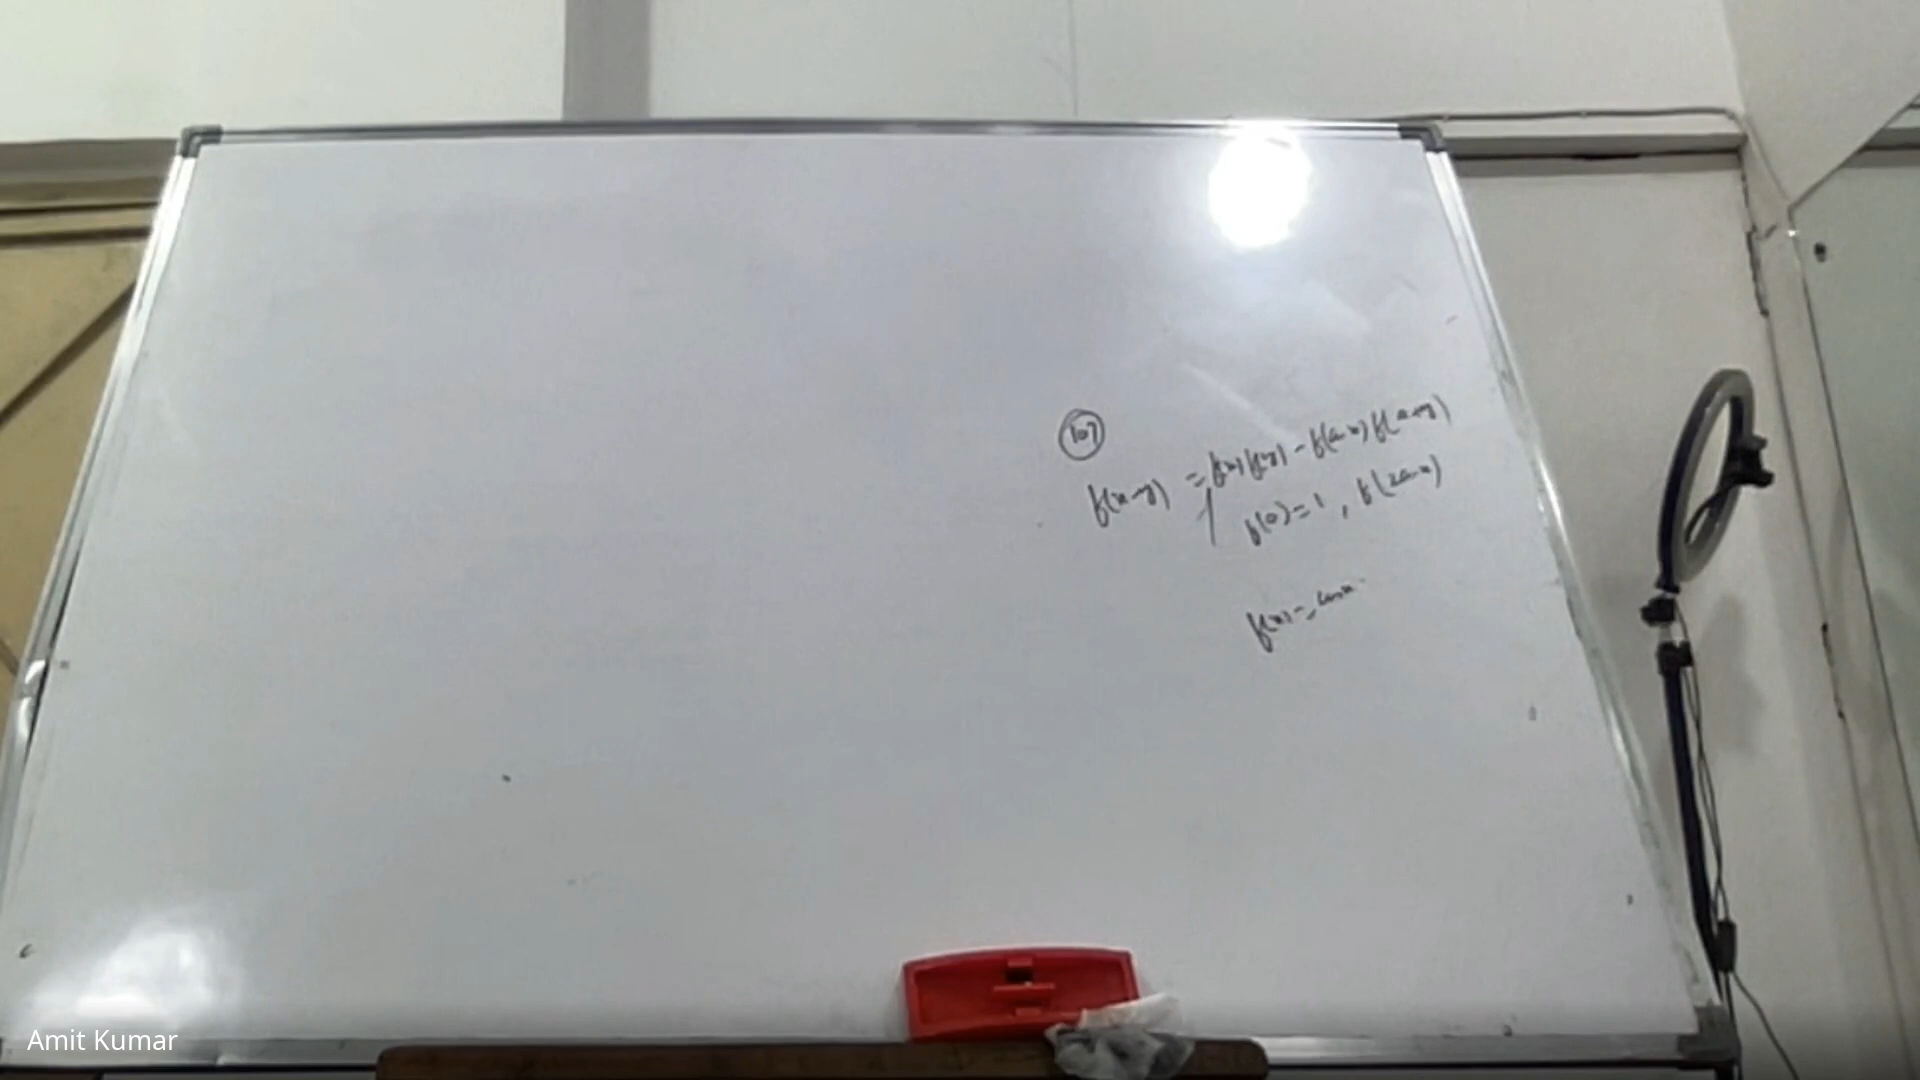 107
f(x-y) = f(x) f(y) - f(a-x) f(a+y)
f(0) = 1, f(2a-x)
f(x) = cos x.
Amit Kumar